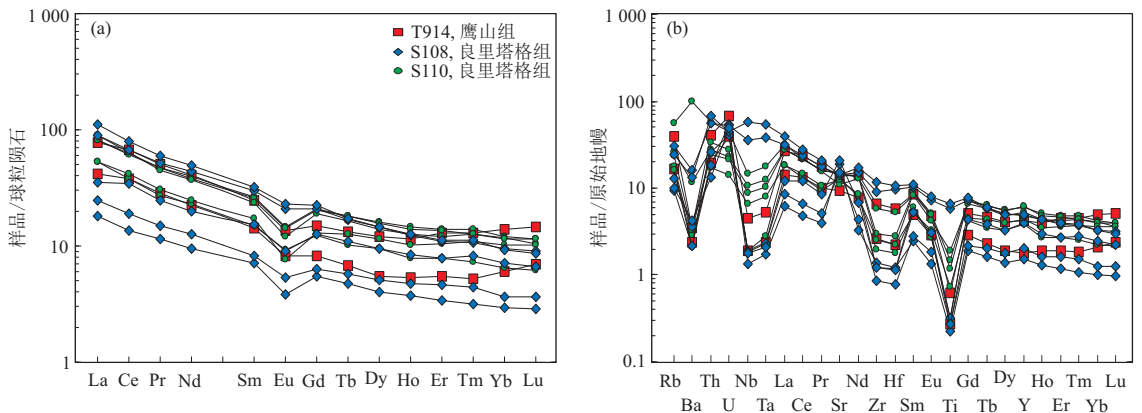 (a)
样品/球粒陨石
1 000
100
10
1
T914, 鹰山组
S108, 良里塔格组
S110, 良里塔格组
La Ce Pr Nd Sm Eu Gd Tb Dy Ho Er Tm Yb Lu
(b)
样品/原始地幔
1 000
100
10
1
0.1
Rb Th Nb La Pr Nd Hf Eu Gd Dy Ho Tm Lu
Ba U Ta Ce Sr Zr Sm Ti Tb Y Er Yb